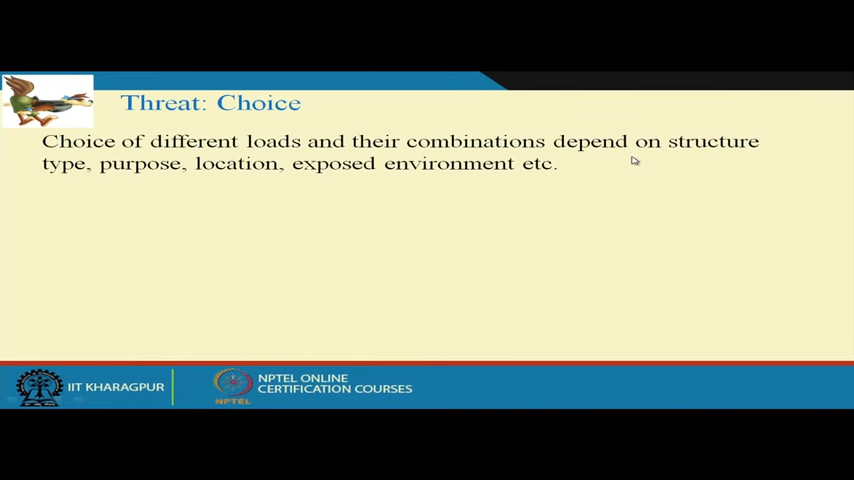 Threat: Choice
Choice of different loads and their combinations depend on structure
type, purpose, location, exposed environment etc.
IIT KHARAGPUR
NPTEL ONLINE
CERTIFICATION COURSES
NPTEL